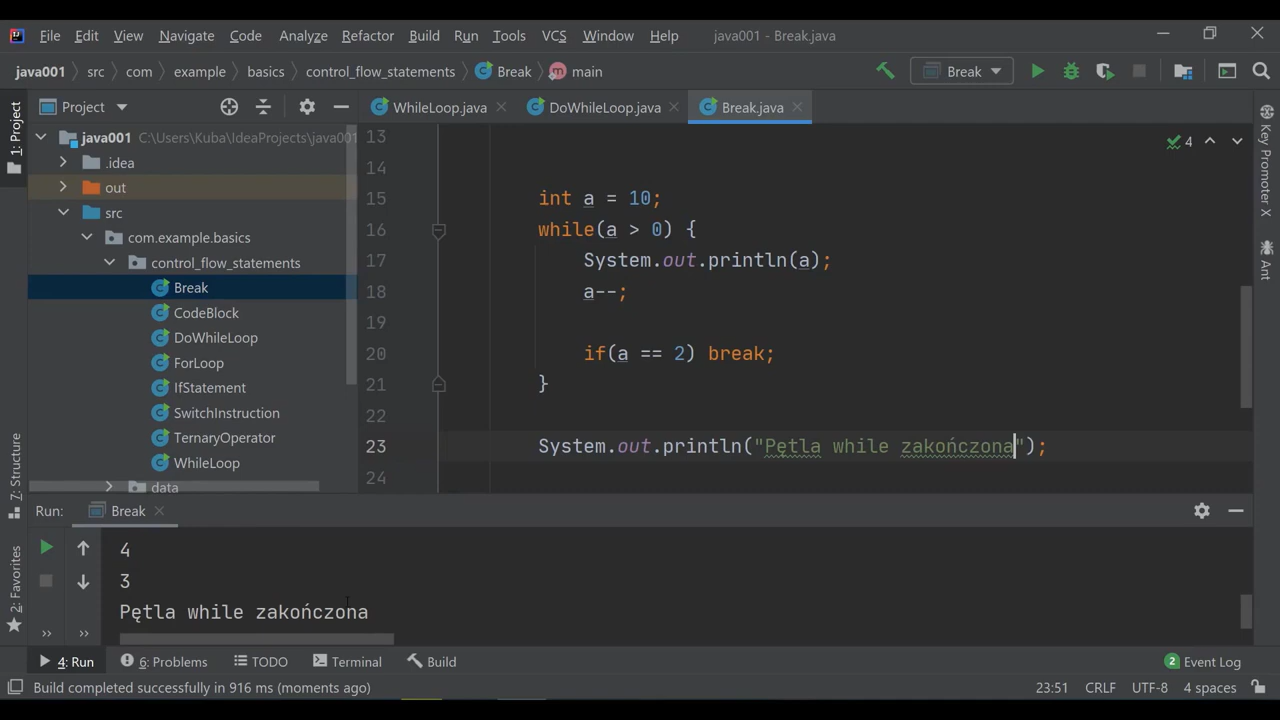 File Edit View Navigate Code Analyze Refactor Build Run Tools VCS Window Help java001 - Break.java
java001 src com example basics control_flow_statements Break main Break
1: Project
Project
WhileLoop.java DoWhileLoop.java Break.java
java001 C:\Users\Kuba\IdeaProjects\java001
.idea
out
src
com.example.basics
control_flow_statements
Break
CodeBlock
DoWhileLoop
ForLoop
IfStatement
SwitchInstruction
TernaryOperator
WhileLoop
data
4
13
14
15 int a = 10;
16 while(a > 0) {
17 System.out.println(a);
18 a--;
19
20 if(a == 2) break;
21 }
22
23 System.out.println("Pętla while zakończona");
24
Key Promoter X
Ant
7: Structure
2: Favorites
Run: Break
4
3
Pętla while zakończona
4: Run 6: Problems TODO Terminal Build 2 Event Log
Build completed successfully in 916 ms (moments ago) 23:51 CRLF UTF-8 4 spaces